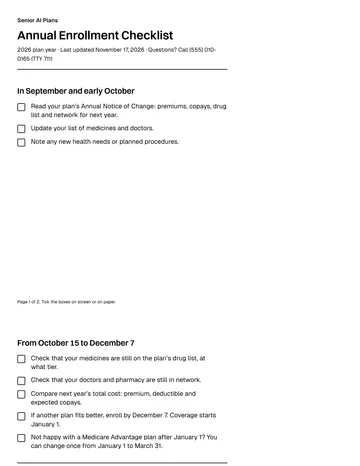 Senior AI Plans
Annual Enrollment Checklist
2026 plan year · Last updated November 17, 2026 · Questions? Call (555) 010-
0165 (TTY 711)
In September and early October
Read your plan's Annual Notice of Change: premiums, copays, drug
list and network for next year.
Update your list of medicines and doctors.
Note any new health needs or planned procedures.
Page 1 of 2. Tick the boxes on screen or on paper.
From October 15 to December 7
Check that your medicines are still on the plan's drug list, at
what tier.
Check that your doctors and pharmacy are still in network.
Compare next year's total cost: premium, deductible and
expected copays.
If another plan fits better, enroll by December 7. Coverage starts
January 1.
Not happy with a Medicare Advantage plan after January 1? You
can change once from January 1 to March 31.